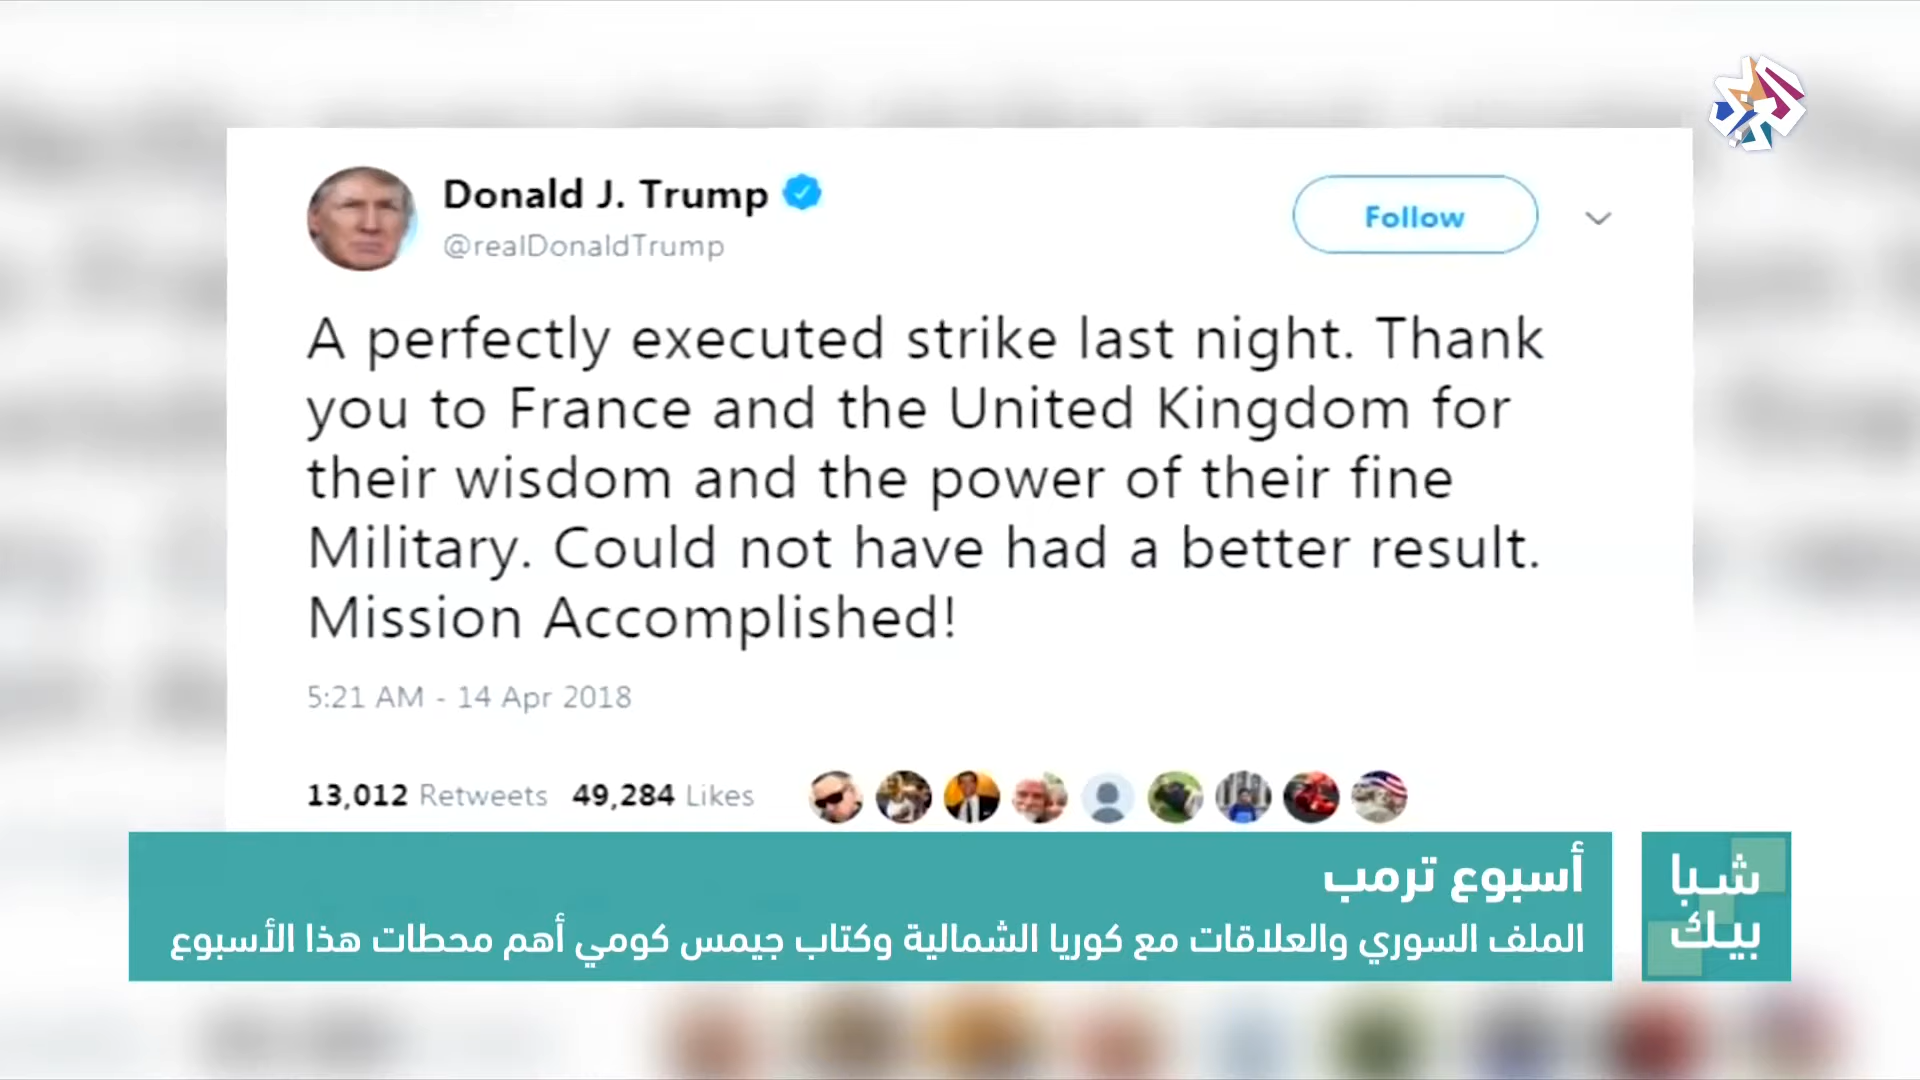 Donald J. Trump
@realDonaldTrump
Follow
A perfectly executed strike last night. Thank
you to France and the United Kingdom for
their wisdom and the power of their fine
Military. Could not have had a better result.
Mission Accomplished!
5:21 AM - 14 Apr 2018
13,012 Retweets 49,284 Likes
أسبوع ترمب
الملف السوري والعلاقات مع كوريا الشمالية وكتاب جيمس كومي أهم محطات هذا الأسبوع
شبا
بيك